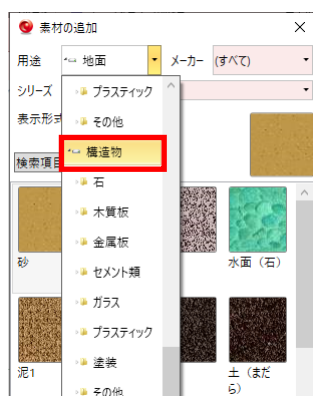 素材の追加
用途 地面 メーカー (すべて)
シリーズ
表示形式
検索項目
プラスティック
その他
構造物
石
木質板
金属板
セメント類
ガラス
プラスティック
塗装
その他
砂
水面（石）
泥1
土（まだ
ら）